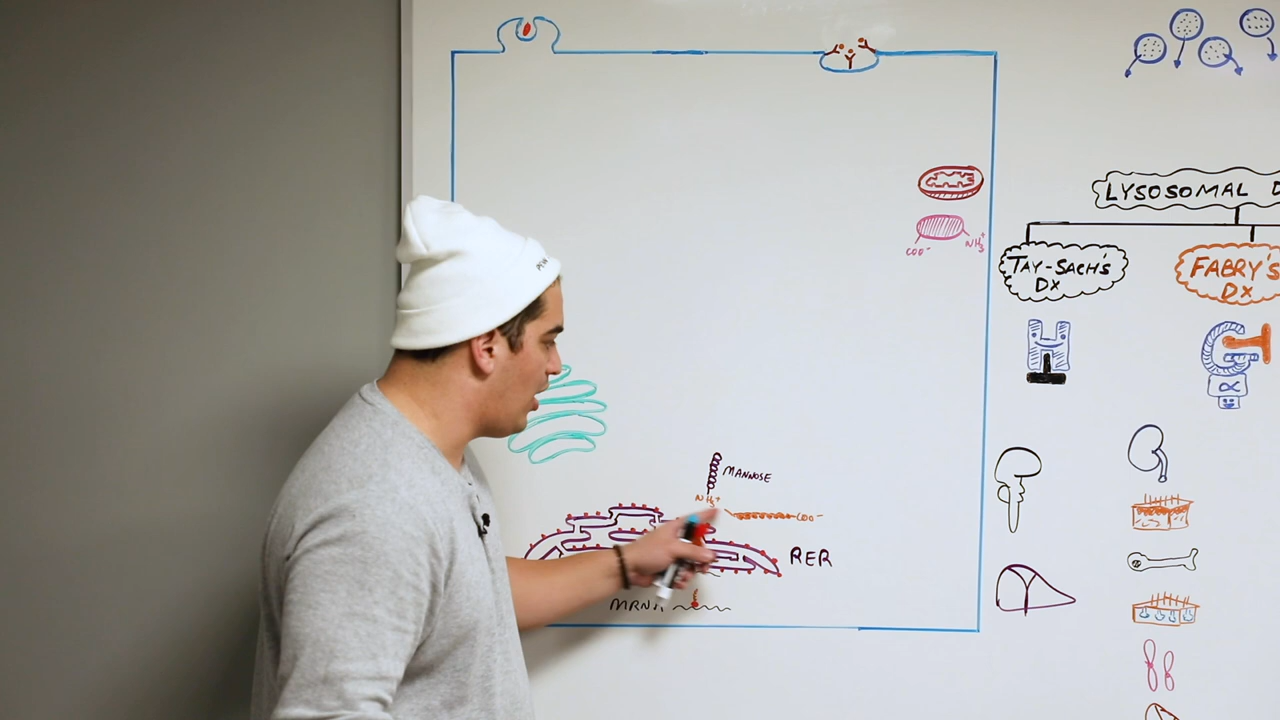 LYSOSOMAL D
TAY-SACH'S
DX
FABRY'S
DX
COO⁻
NH₃⁺
MANNOSE
NH₃⁺
COO⁻
RER
MRNA